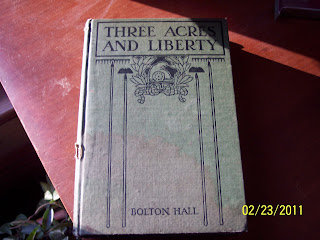 THREE ACRES
AND LIBERTY
BOLTON HALL
02/23/2011